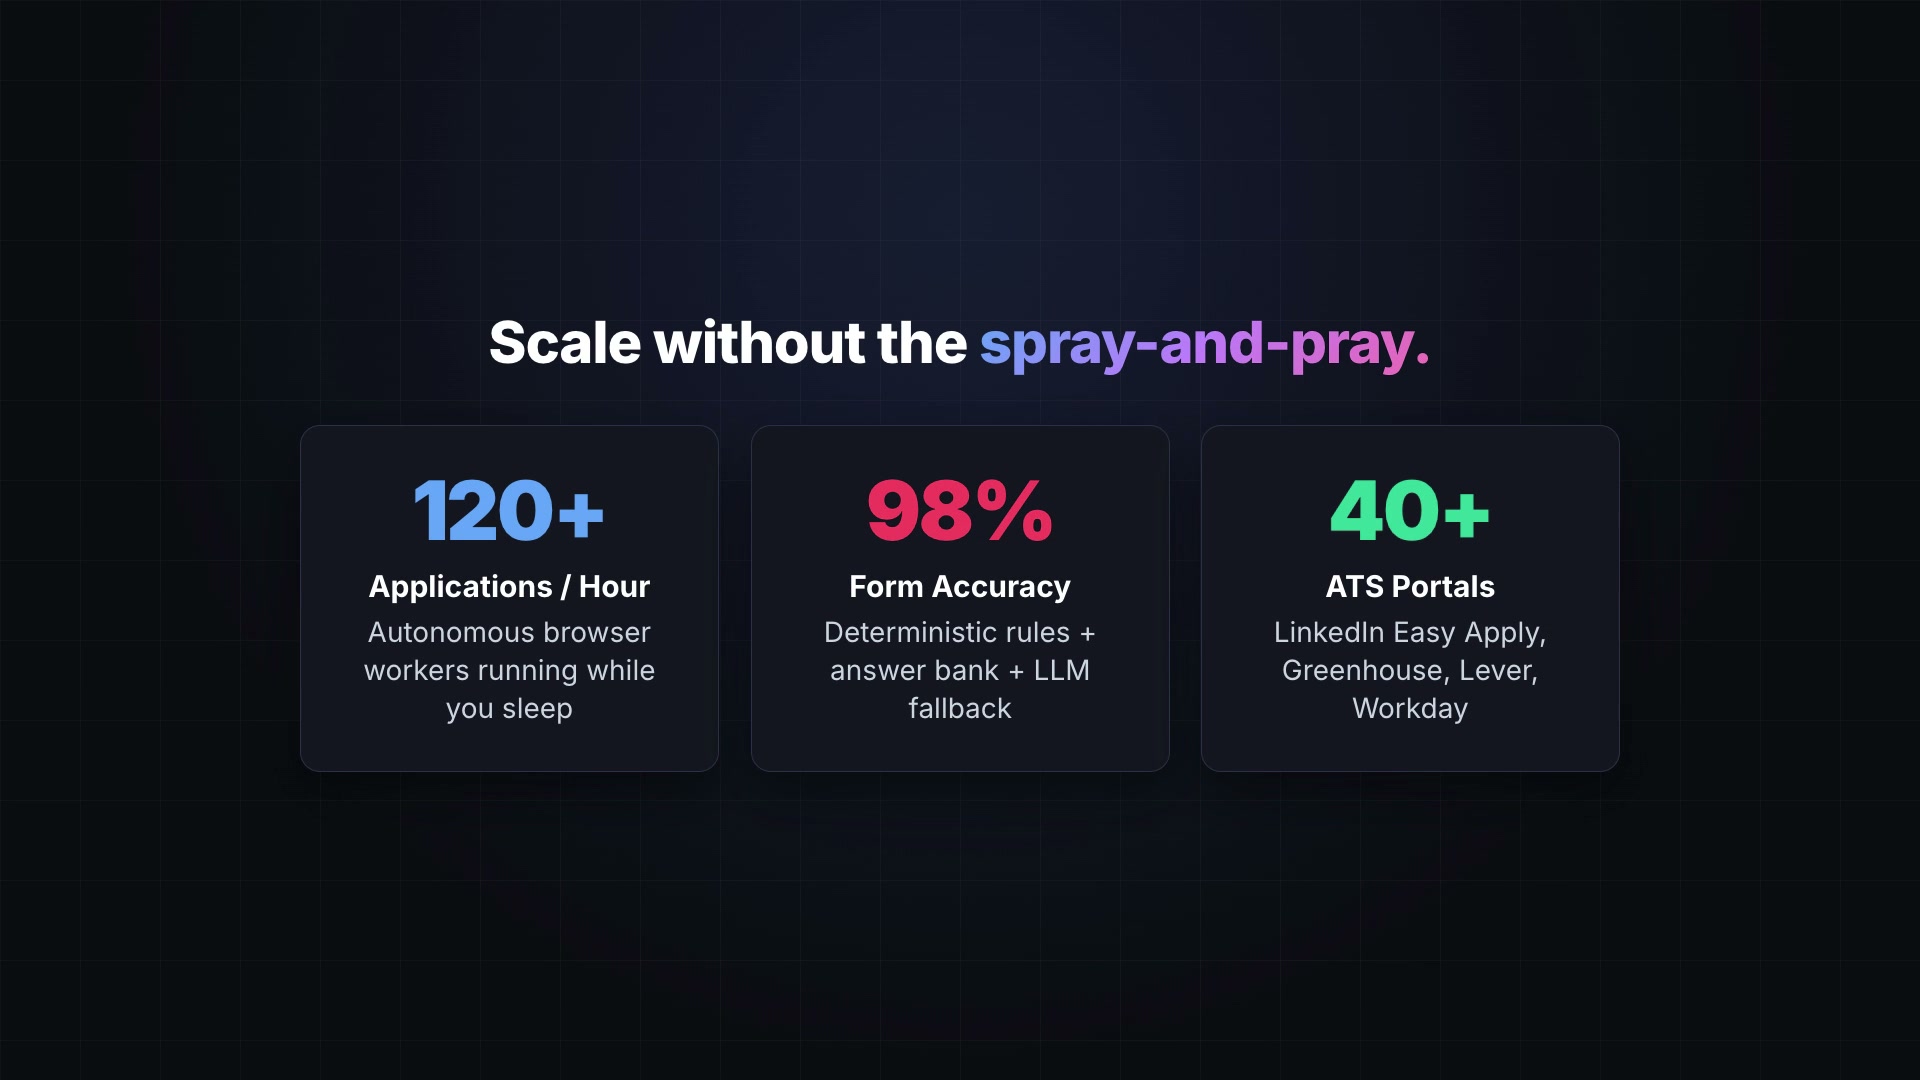 Scale without the spray-and-pray.
120+
Applications / Hour
Autonomous browser
workers running while
you sleep
98%
Form Accuracy
Deterministic rules +
answer bank + LLM
fallback
40+
ATS Portals
LinkedIn Easy Apply,
Greenhouse, Lever,
Workday